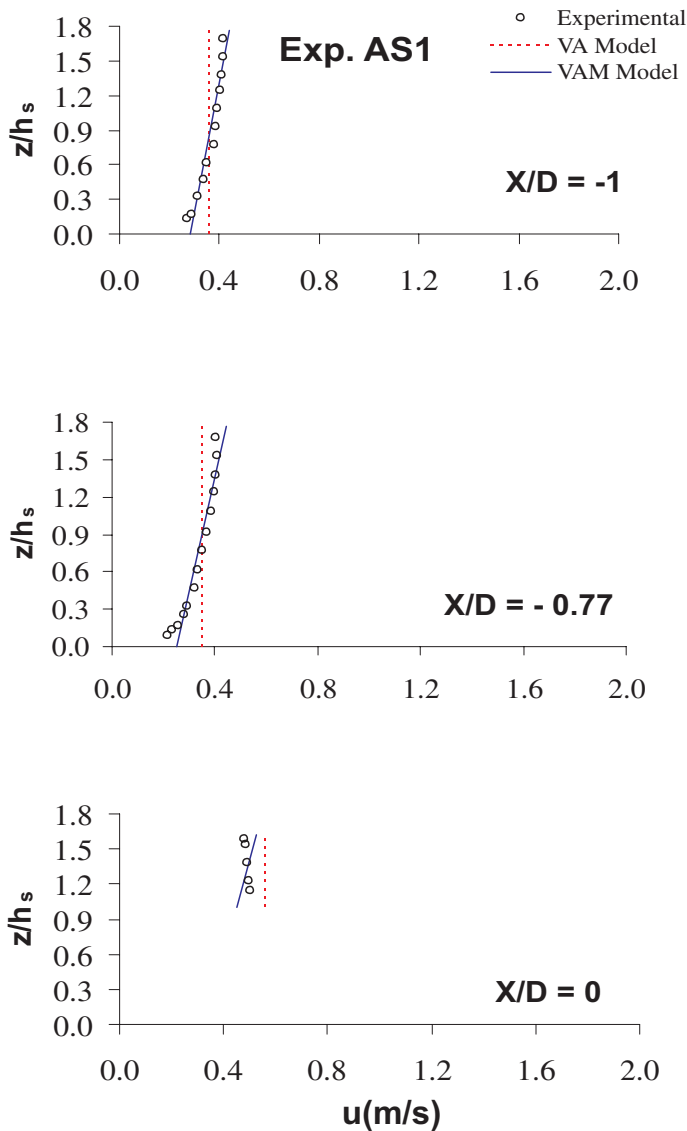 Exp. AS1
Experimental
VA Model
VAM Model
z/hs
1.8
1.5
1.2
0.9
0.6
0.3
0.0
X/D = -1
0.0 0.4 0.8 1.2 1.6 2.0
z/hs
1.8
1.5
1.2
0.9
0.6
0.3
0.0
X/D = - 0.77
0.0 0.4 0.8 1.2 1.6 2.0
z/hs
1.8
1.5
1.2
0.9
0.6
0.3
0.0
X/D = 0
0.0 0.4 0.8 1.2 1.6 2.0
u(m/s)